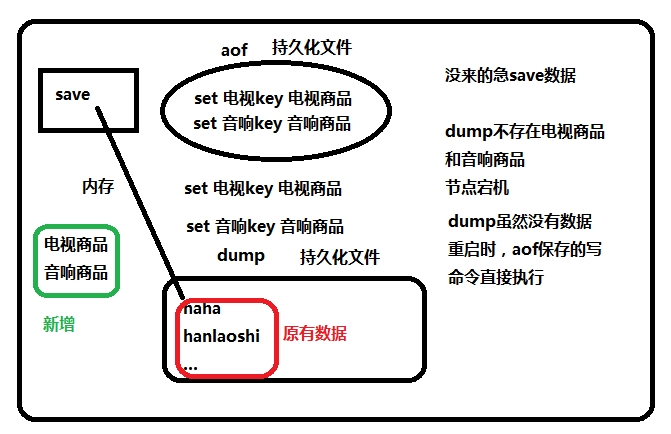 aof 持久化文件
save
set 电视key 电视商品
set 音响key 音响商品
内存
set 电视key 电视商品
set 音响key 音响商品
电视商品
音响商品
新增
dump 持久化文件
haha
hanlaoshi
...
原有数据
没来的急save数据
dump不存在电视商品
和音响商品
节点宕机
dump虽然没有数据
重启时，aof保存的写
命令直接执行